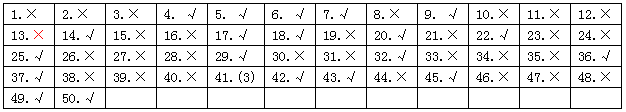 1.× 2.× 3.× 4. √ 5. √ 6. √ 7.√ 8.× 9. √ 10.× 11.× 12.×
13.× 14.√ 15.× 16.× 17.√ 18.√ 19.× 20.√ 21.× 22.√ 23.× 24.×
25.√ 26.× 27.× 28.× 29.√ 30.× 31.× 32.√ 33.× 34.× 35.× 36.√
37.√ 38.× 39.× 40.× 41.(3) 42.√ 43.√ 44.× 45.√ 46.× 47.× 48.×
49.√ 50.√